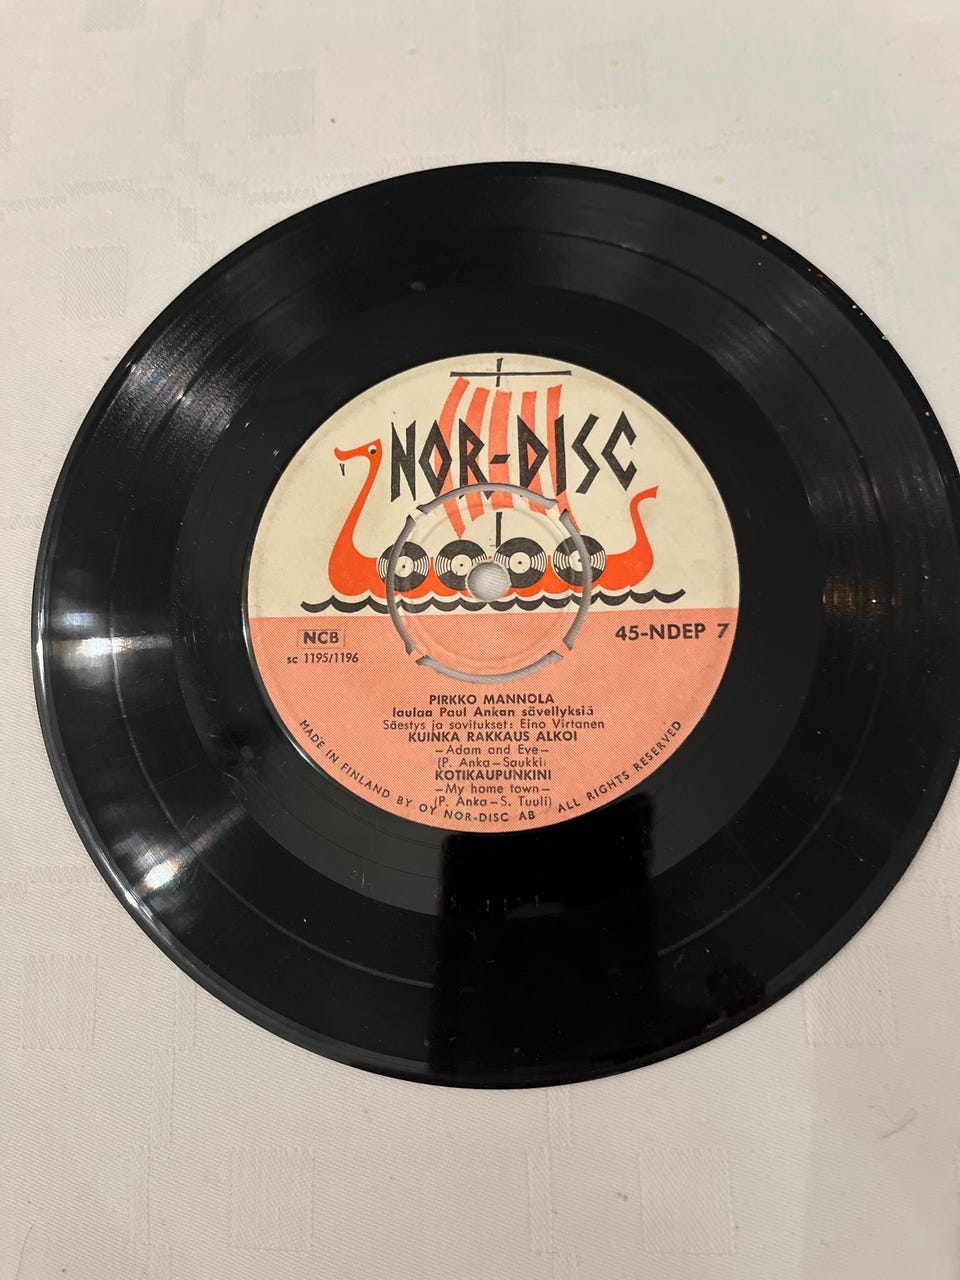 NOR-DISC
NCB
45-NDEP 7
sc 1195/1196
PIRKKO MANNOLA
laulaa Paul Ankan sävellyksiä
Säestys ja sovitukset: Eino Virtanen
KUINKA RAKKAUS ALKOI
—Adam and Eve—
(P. Anka—Saukki)
KOTIKAUPUNKINI
—My home town—
(P. Anka—S. Tuuli)
MADE IN FINLAND BY OY NOR-DISC AB ALL RIGHTS RESERVED